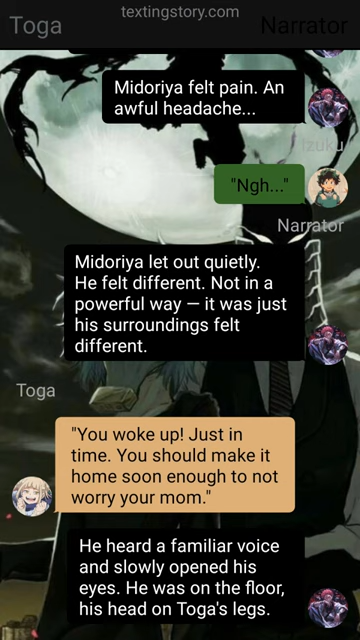 textingstory.com
Toga
Narrator
Midoriya felt pain. An
awful headache...
Izuku
"Ngh..."
Narrator
Midoriya let out quietly.
He felt different. Not in a
powerful way — it was just
his surroundings felt
different.
Toga
"You woke up! Just in
time. You should make it
home soon enough to not
worry your mom."
He heard a familiar voice
and slowly opened his
eyes. He was on the floor,
his head on Toga's legs.